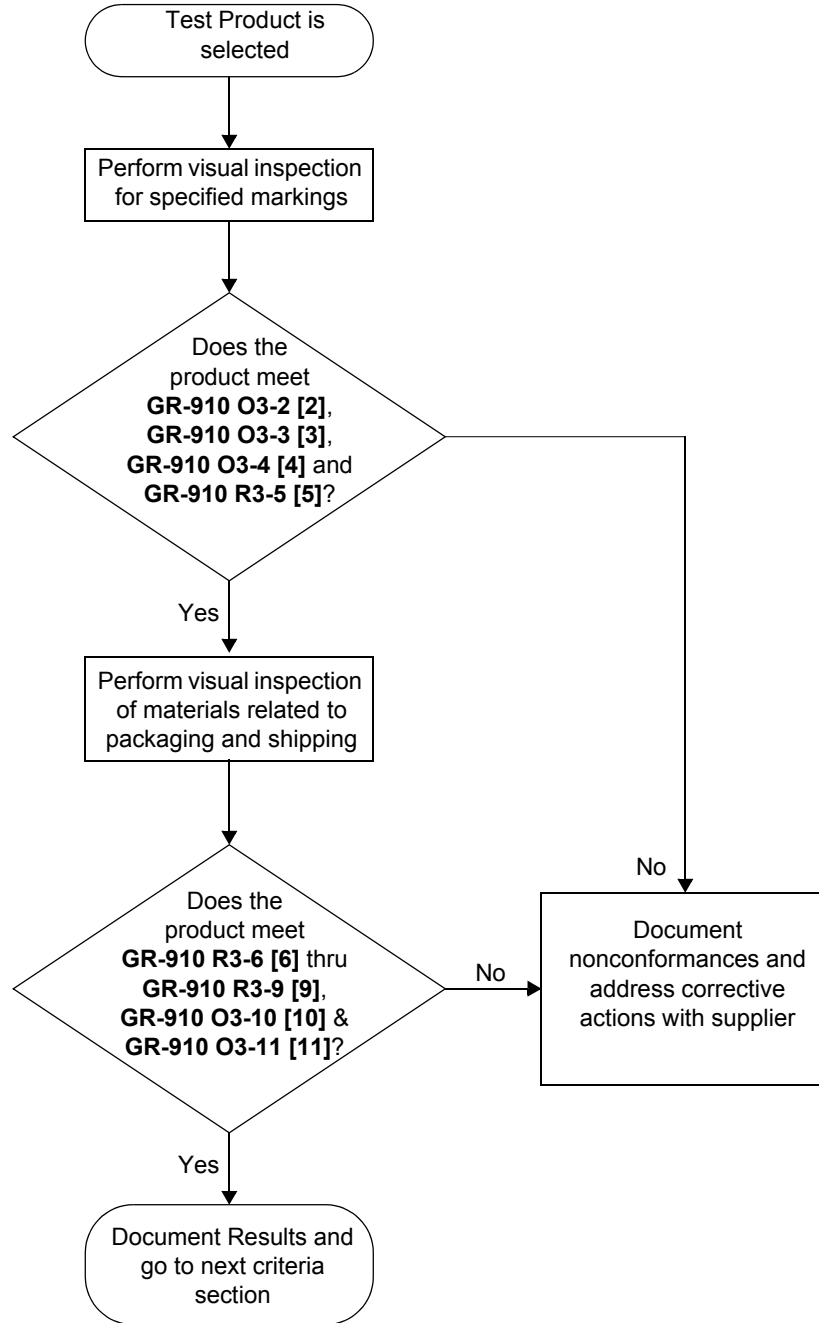 Test Product is
selected
Perform visual inspection
for specified markings
Does the
product meet
GR-910 O3-2 [2],
GR-910 O3-3 [3],
GR-910 O3-4 [4] and
GR-910 R3-5 [5]?
Yes
Perform visual inspection
of materials related to
packaging and shipping
No
Does the
product meet
GR-910 R3-6 [6] thru
GR-910 R3-9 [9],
GR-910 O3-10 [10] &
GR-910 O3-11 [11]?
No
Document
nonconformances and
address corrective
actions with supplier
Yes
Document Results and
go to next criteria
section